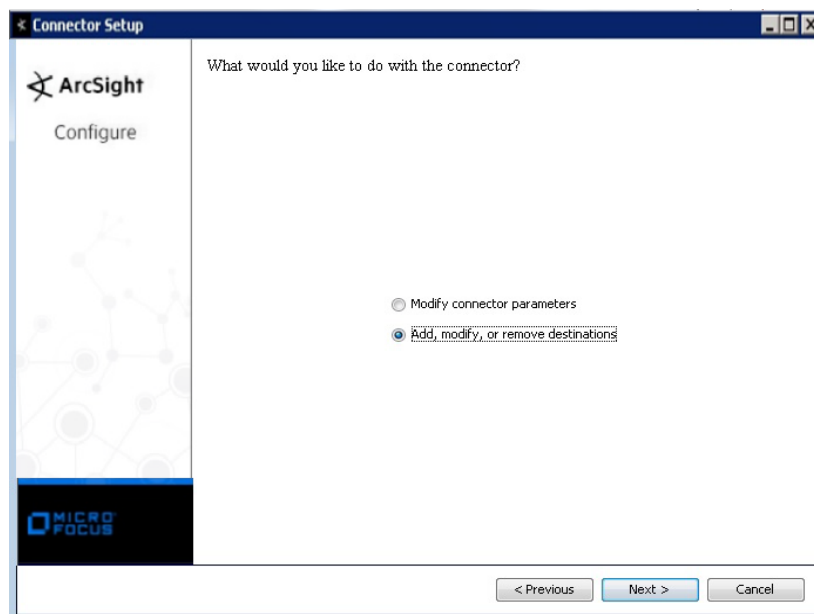 Connector Setup
ArcSight
Configure
What would you like to do with the connector?
Modify connector parameters
Add, modify, or remove destinations
MICRO
FOCUS
< Previous
Next >
Cancel